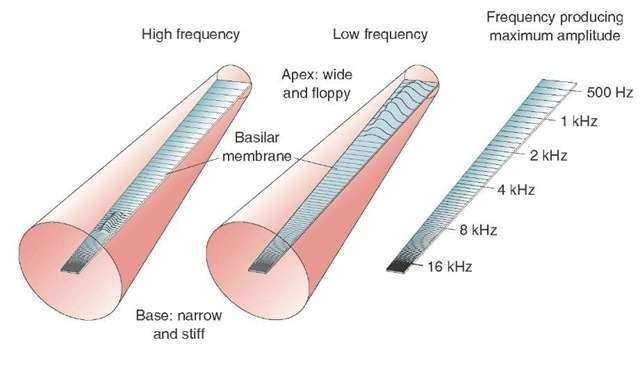 High frequency
Low frequency
Frequency producing
maximum amplitude
Apex: wide
and floppy
Basilar
membrane
Base: narrow
and stiff
500 Hz
1 kHz
2 kHz
4 kHz
8 kHz
16 kHz